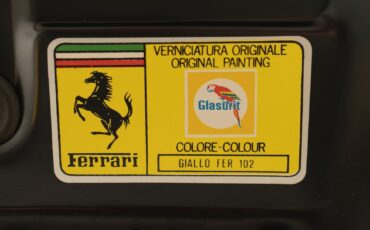 VERNICIATURA ORIGINALE
ORIGINAL PAINTING
Glasurit
COLORE-COLOUR
GIALLO FER 102
Ferrari